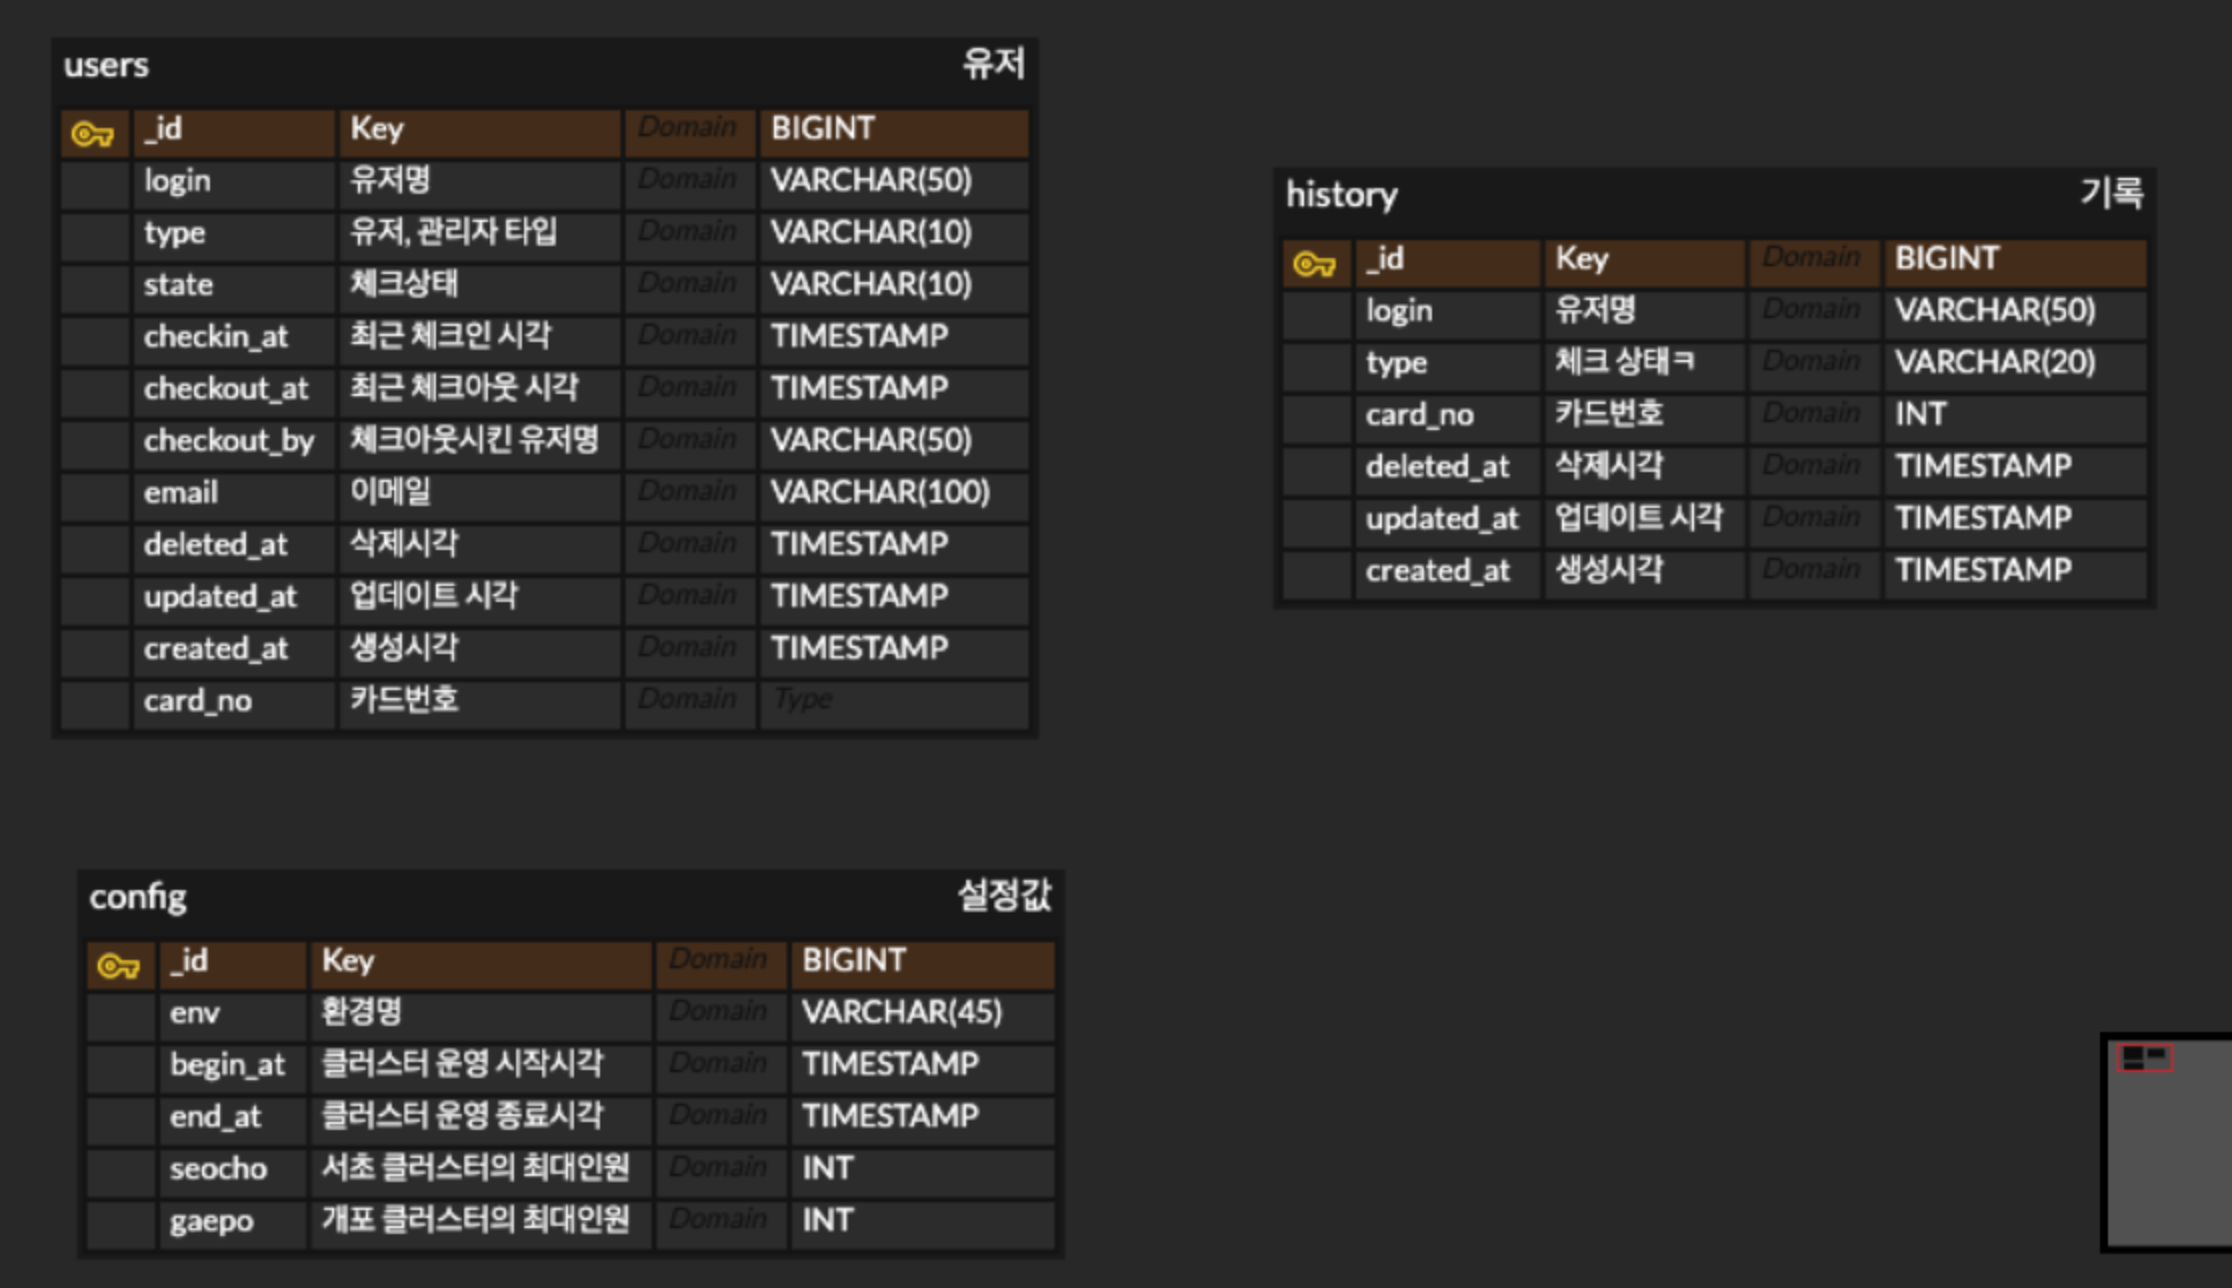 users 유저
_id Key Domain BIGINT
login 유저명 Domain VARCHAR(50)
type 유저, 관리자 타입 Domain VARCHAR(10)
state 체크상태 Domain VARCHAR(10)
checkin_at 최근 체크인 시각 Domain TIMESTAMP
checkout_at 최근 체크아웃 시각 Domain TIMESTAMP
checkout_by 체크아웃시킨 유저명 Domain VARCHAR(50)
email 이메일 Domain VARCHAR(100)
deleted_at 삭제시각 Domain TIMESTAMP
updated_at 업데이트 시각 Domain TIMESTAMP
created_at 생성시각 Domain TIMESTAMP
card_no 카드번호 Domain Type
history 기록
_id Key Domain BIGINT
login 유저명 Domain VARCHAR(50)
type 체크 상태ㅋ Domain VARCHAR(20)
card_no 카드번호 Domain INT
deleted_at 삭제시각 Domain TIMESTAMP
updated_at 업데이트 시각 Domain TIMESTAMP
created_at 생성시각 Domain TIMESTAMP
config 설정값
_id Key Domain BIGINT
env 환경명 Domain VARCHAR(45)
begin_at 클러스터 운영 시작시각 Domain TIMESTAMP
end_at 클러스터 운영 종료시각 Domain TIMESTAMP
seocho 서초 클러스터의 최대인원 Domain INT
gaepo 개포 클러스터의 최대인원 Domain INT